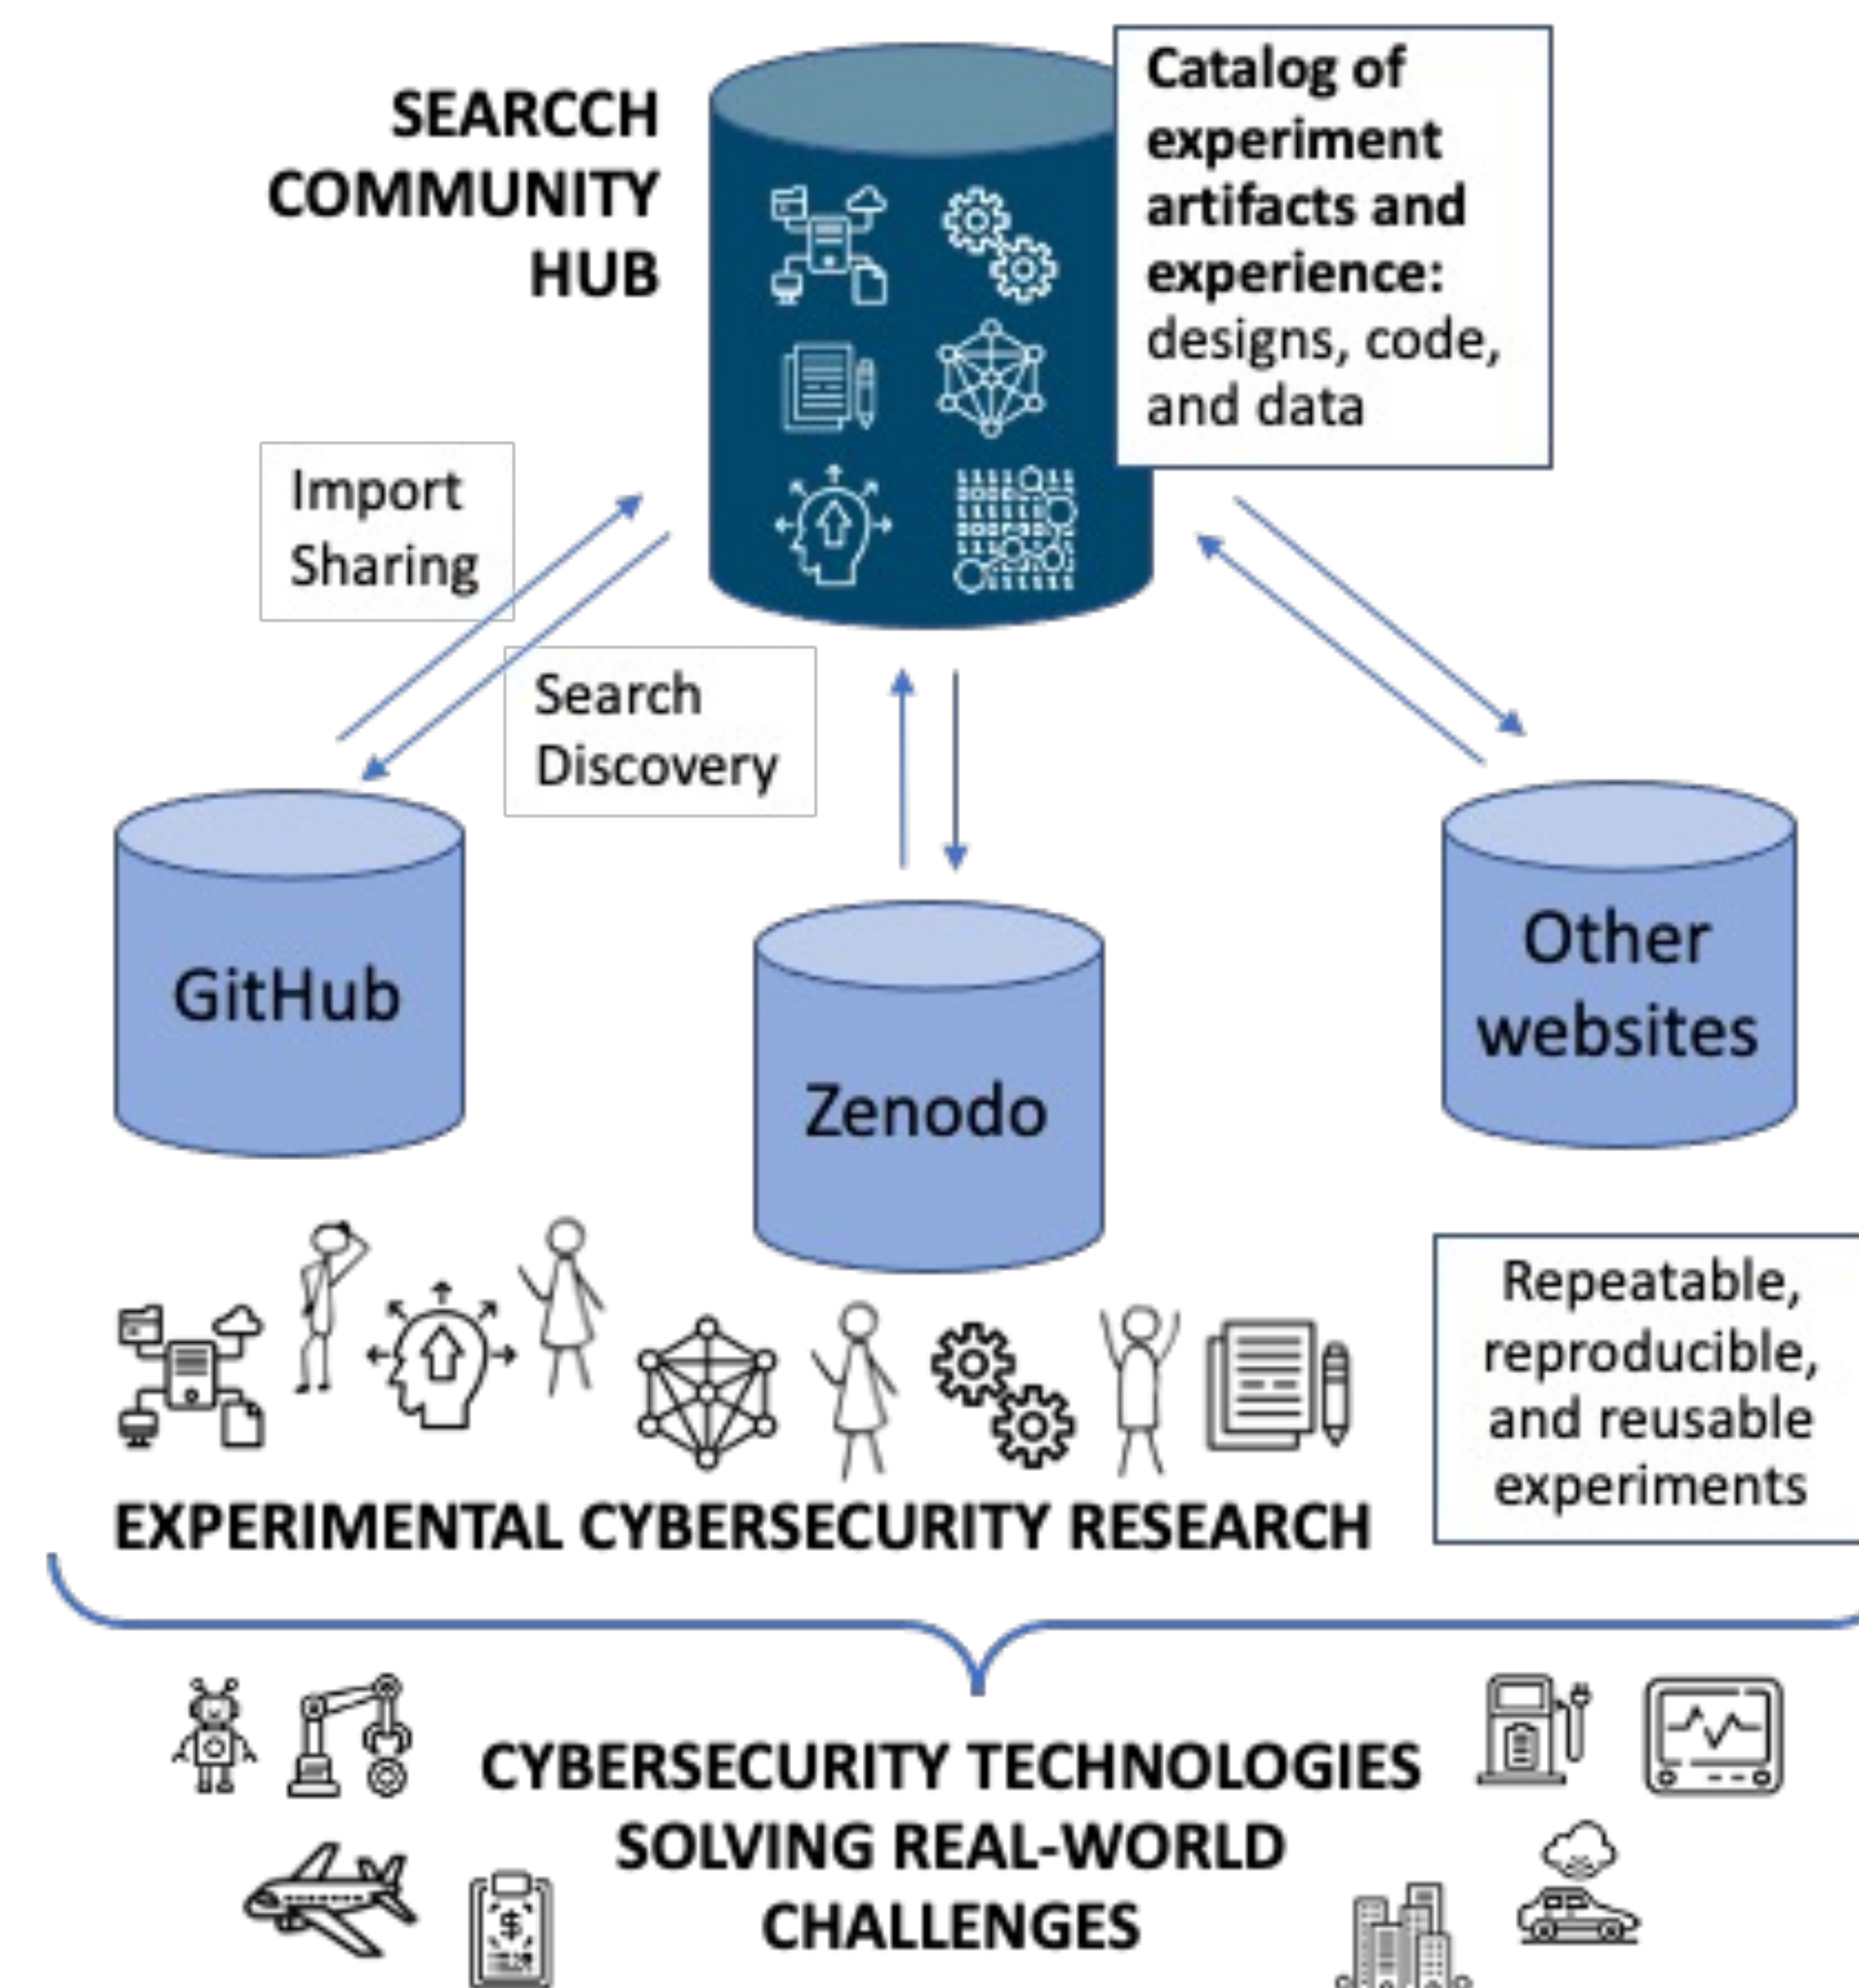 SEARCCH
COMMUNITY
HUB
Catalog of
experiment
artifacts and
experience:
designs, code,
and data
Import
Sharing
Search
Discovery
GitHub
Zenodo
Other
websites
Repeatable,
reproducible,
and reusable
experiments
EXPERIMENTAL CYBERSECURITY RESEARCH
CYBERSECURITY TECHNOLOGIES
SOLVING REAL-WORLD
CHALLENGES